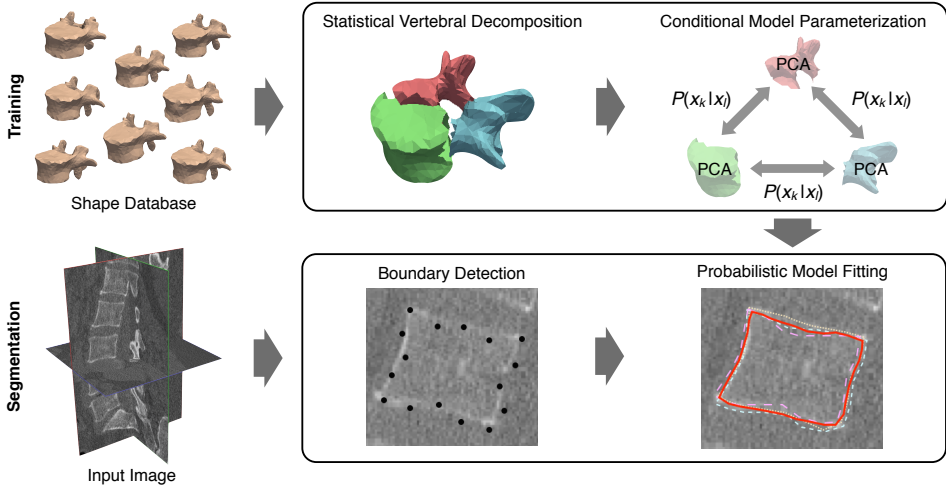 Training
Shape Database
Statistical Vertebral Decomposition
Conditional Model Parameterization
PCA
P(xₖ|xₗ)
P(xₖ|xₗ)
PCA
PCA
P(xₖ|xₗ)
Segmentation
Input Image
Boundary Detection
Probabilistic Model Fitting